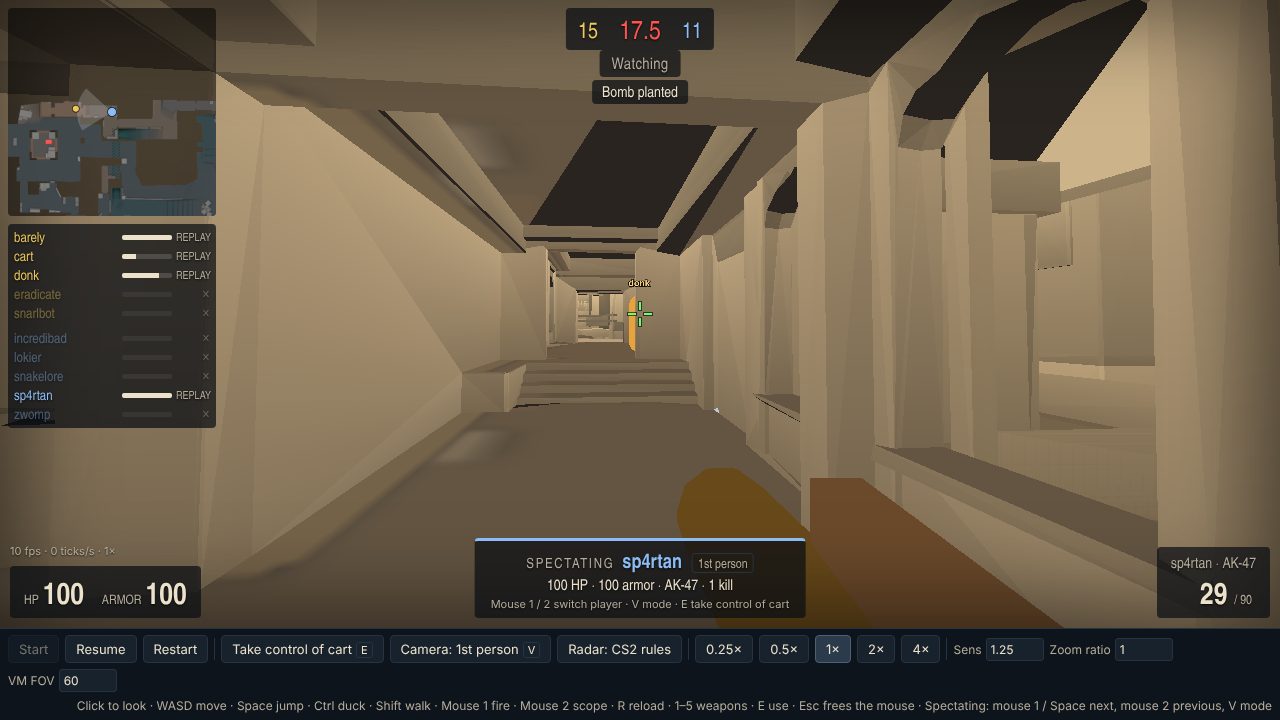 15 17.5 11
Watching
Bomb planted
barely REPLAY
cart REPLAY
donk REPLAY
eradicate ×
snarlbot ×
incredibad ×
lokier ×
snakelore ×
sp4rtan REPLAY
zwomp ×
donk
10 fps · 0 ticks/s · 1×
HP 100 ARMOR 100
SPECTATING sp4rtan 1st person
100 HP · 100 armor · AK-47 · 1 kill
Mouse 1 / 2 switch player · V mode · E take control of cart
sp4rtan · AK-47
29 / 90
Start Resume Restart Take control of cart E Camera: 1st person V Radar: CS2 rules 0.25× 0.5× 1× 2× 4× Sens 1.25 Zoom ratio 1
VM FOV 60
Click to look · WASD move · Space jump · Ctrl duck · Shift walk · Mouse 1 fire · Mouse 2 scope · R reload · 1–5 weapons · E use · Esc frees the mouse · Spectating: mouse 1 / Space next, mouse 2 previous, V mode